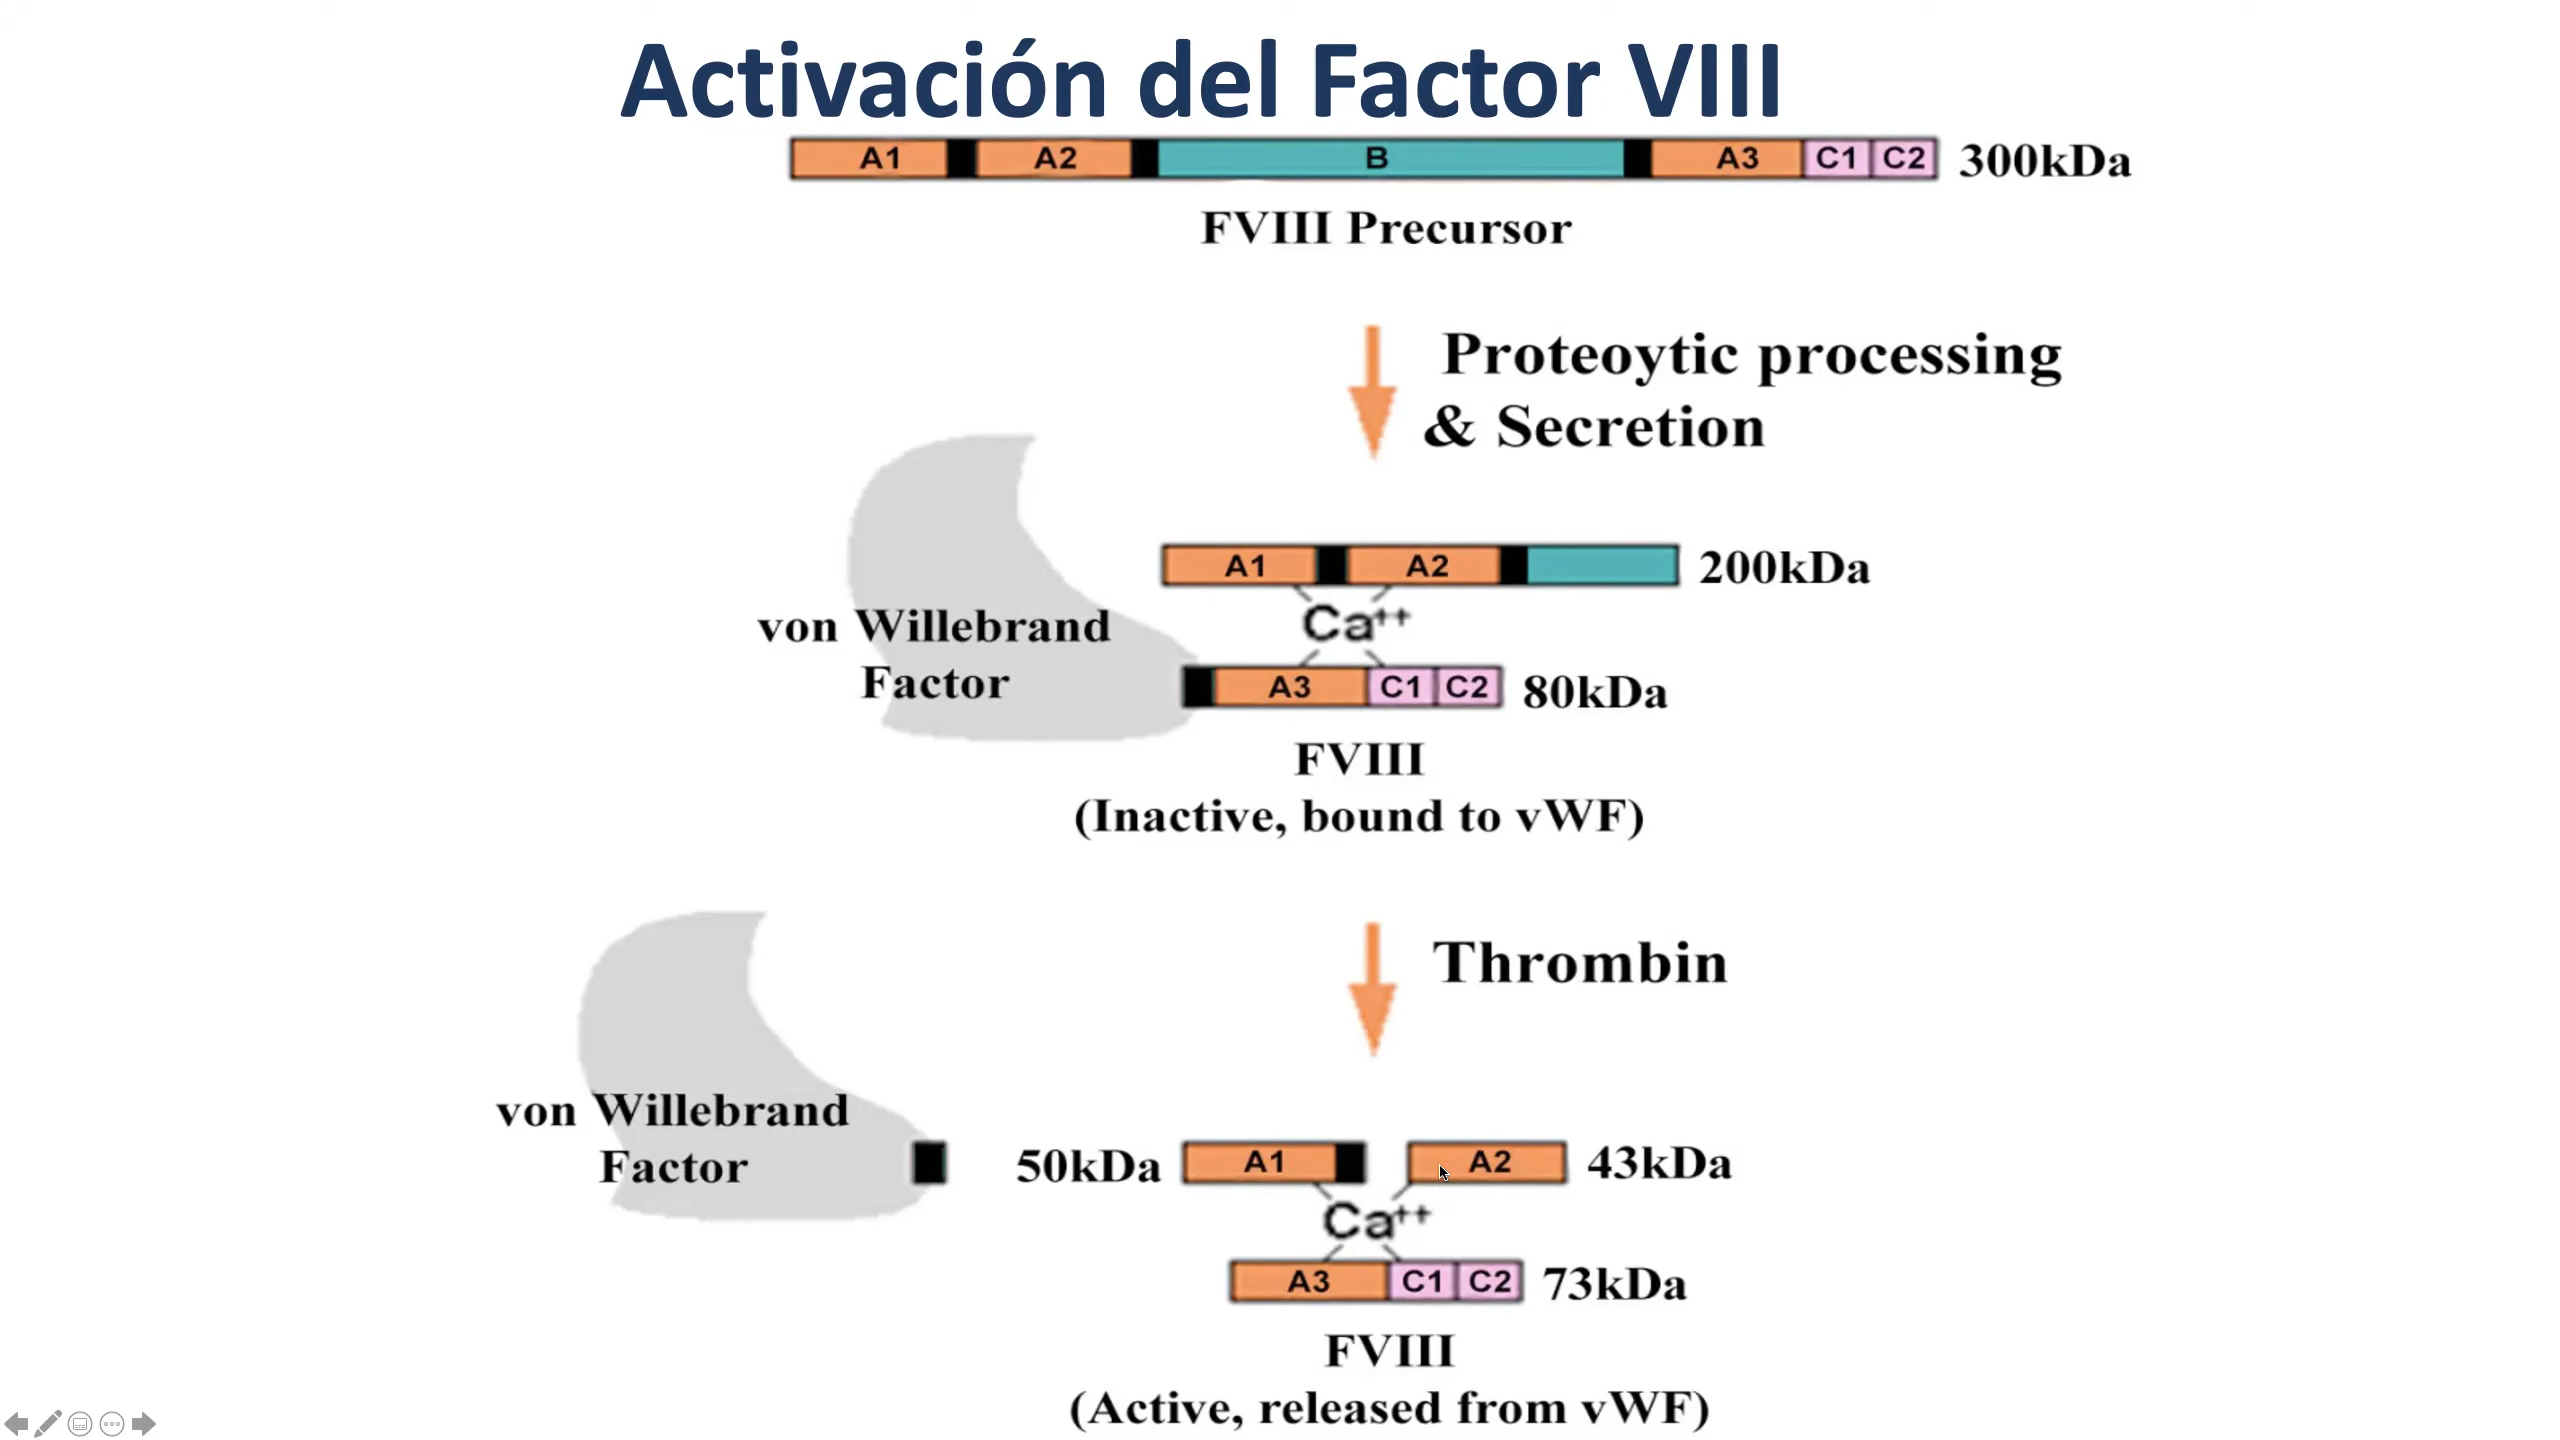 Activación del Factor VIII
A1 A2 B A3 C1 C2 300kDa
FVIII Precursor
Proteoytic processing
& Secretion
A1 A2 200kDa
Ca++
von Willebrand
Factor
A3 C1 C2 80kDa
FVIII
(Inactive, bound to vWF)
Thrombin
von Willebrand
Factor
50kDa A1 A2 43kDa
Ca++
A3 C1 C2 73kDa
FVIII
(Active, released from vWF)